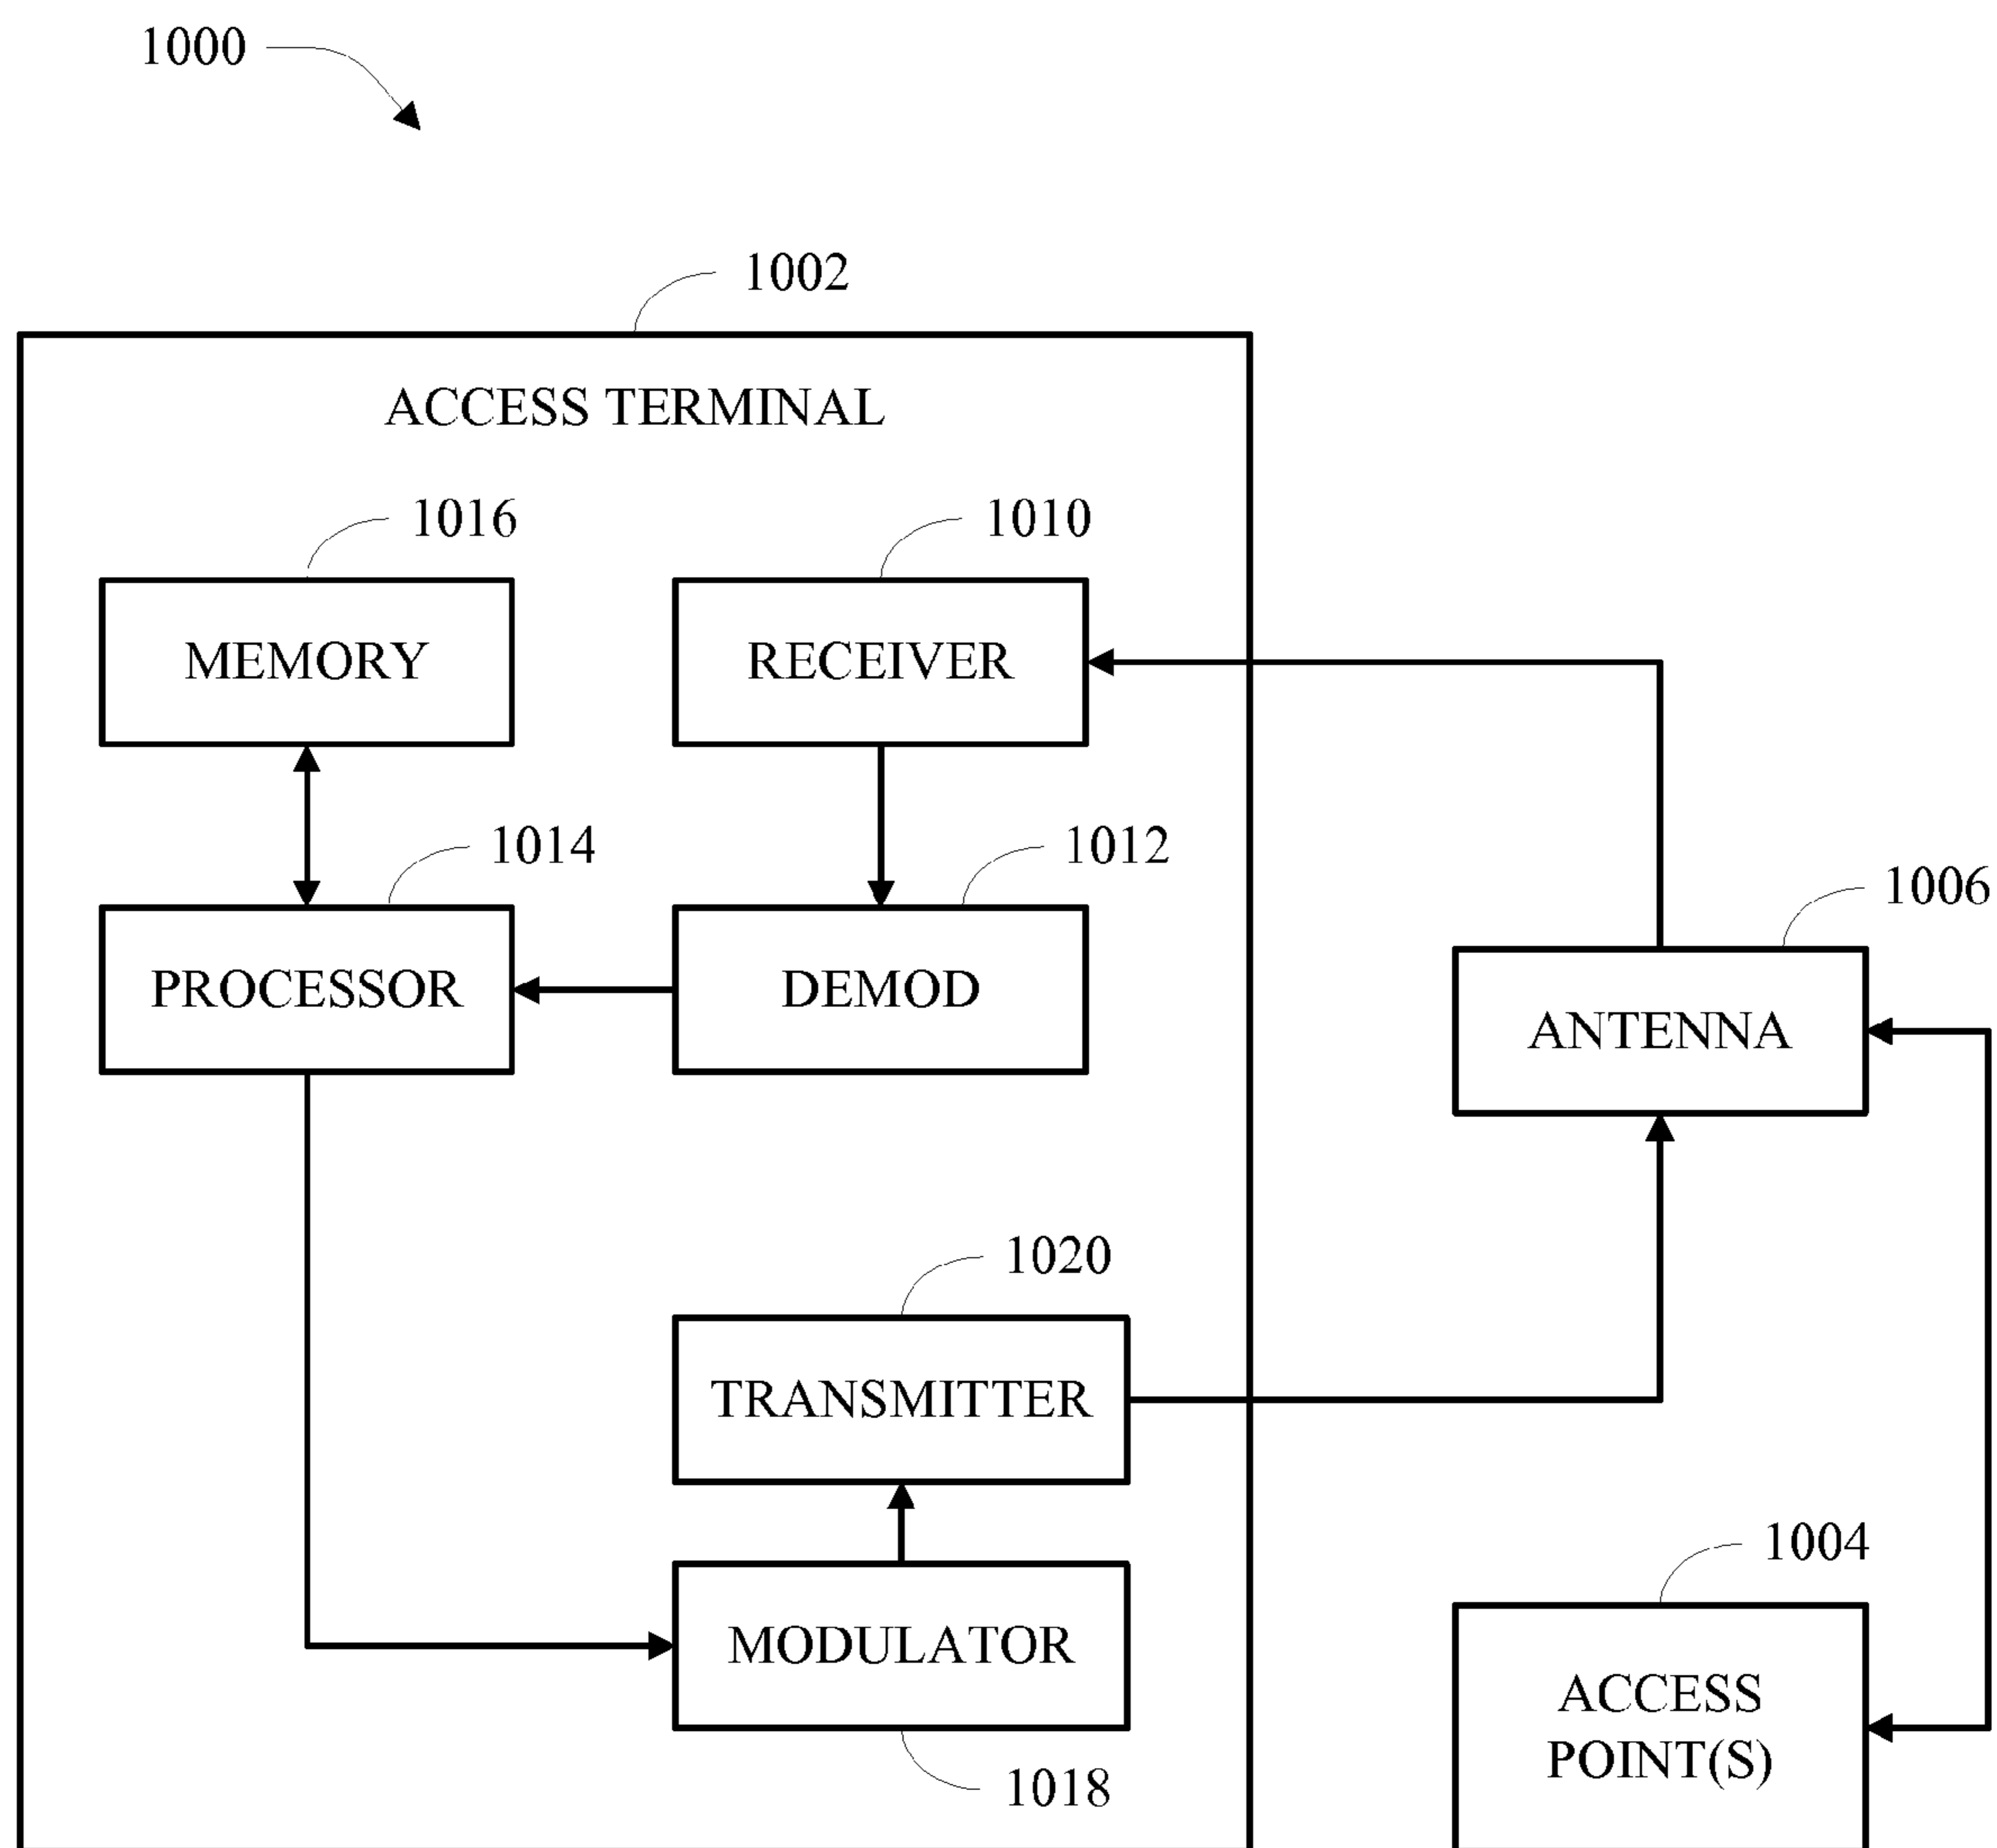 1000
1002
ACCESS TERMINAL
1016
1010
MEMORY
RECEIVER
1014
1012
1006
PROCESSOR
DEMOD
ANTENNA
1020
TRANSMITTER
1004
MODULATOR
ACCESS
POINT(S)
1018